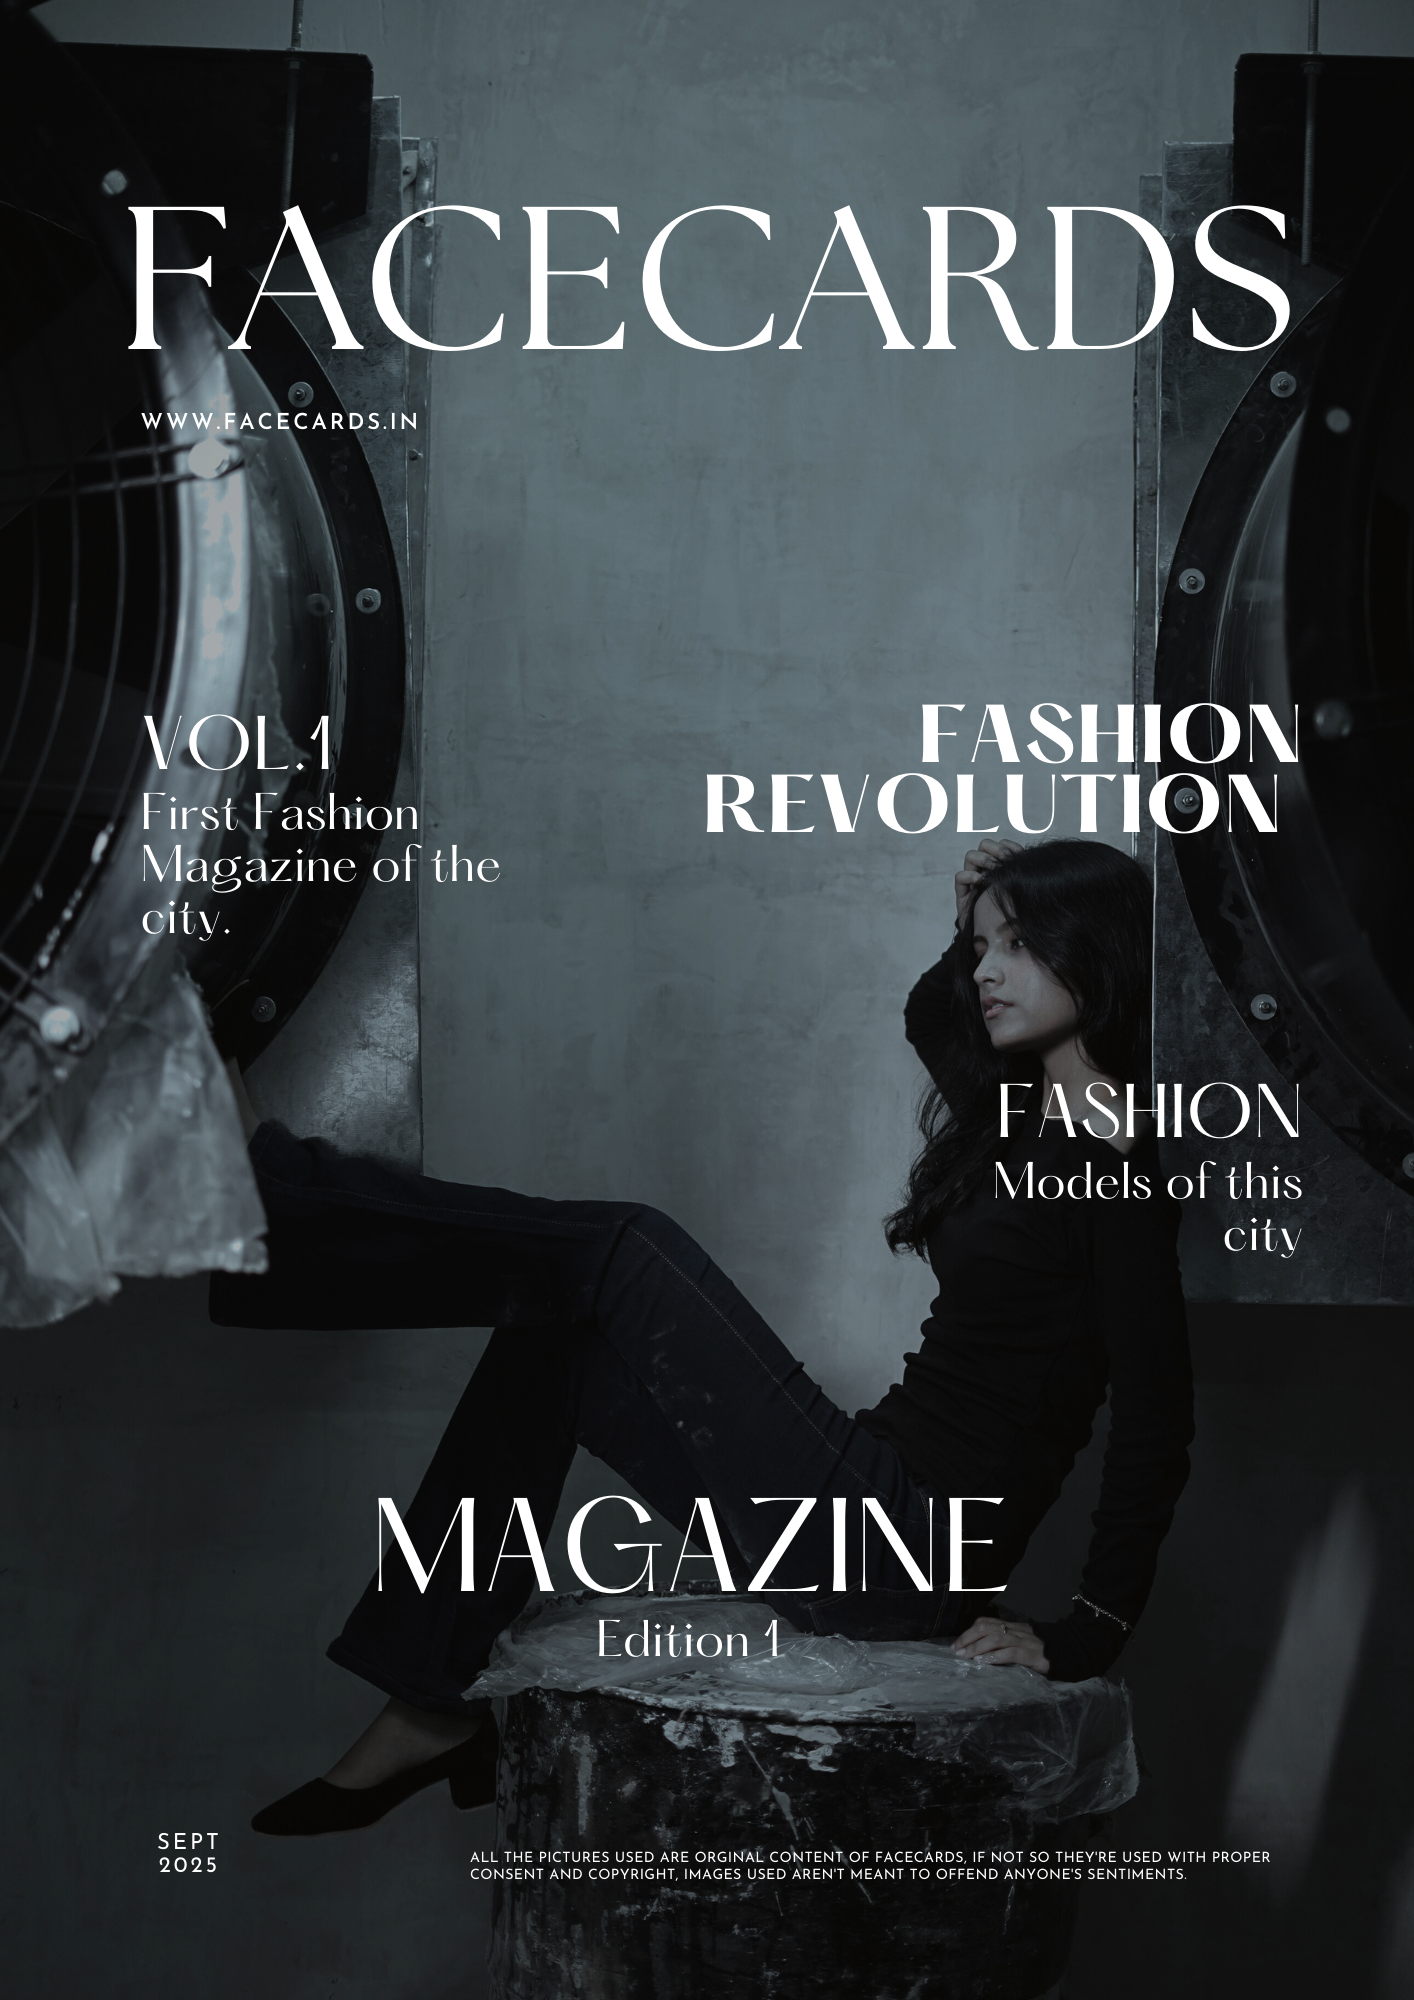 FACECARDS
WWW.FACECARDS.IN
VOL.1
First Fashion
Magazine of the
city.
FASHION
REVOLUTION
FASHION
Models of this
city
MAGAZINE
Edition 1
SEPT
2025
ALL THE PICTURES USED ARE ORGINAL CONTENT OF FACECARDS, IF NOT SO THEY'RE USED WITH PROPER
CONSENT AND COPYRIGHT, IMAGES USED AREN'T MEANT TO OFFEND ANYONE'S SENTIMENTS.